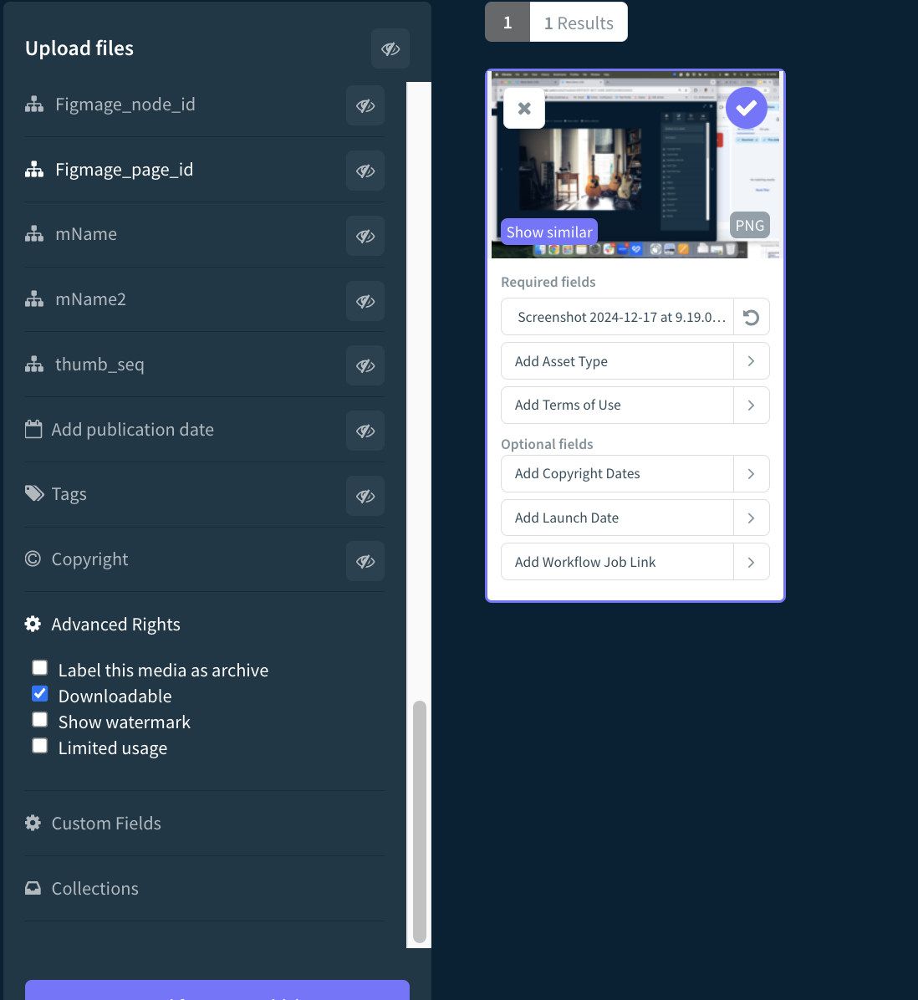 Upload files
Figmage_node_id
Figmage_page_id
mName
mName2
thumb_seq
Add publication date
Tags
Copyright
Advanced Rights
Label this media as archive
Downloadable
Show watermark
Limited usage
Custom Fields
Collections
1
1 Results
Show similar
PNG
Required fields
Screenshot 2024-12-17 at 9.19.0...
Add Asset Type
Add Terms of Use
Optional fields
Add Copyright Dates
Add Launch Date
Add Workflow Job Link